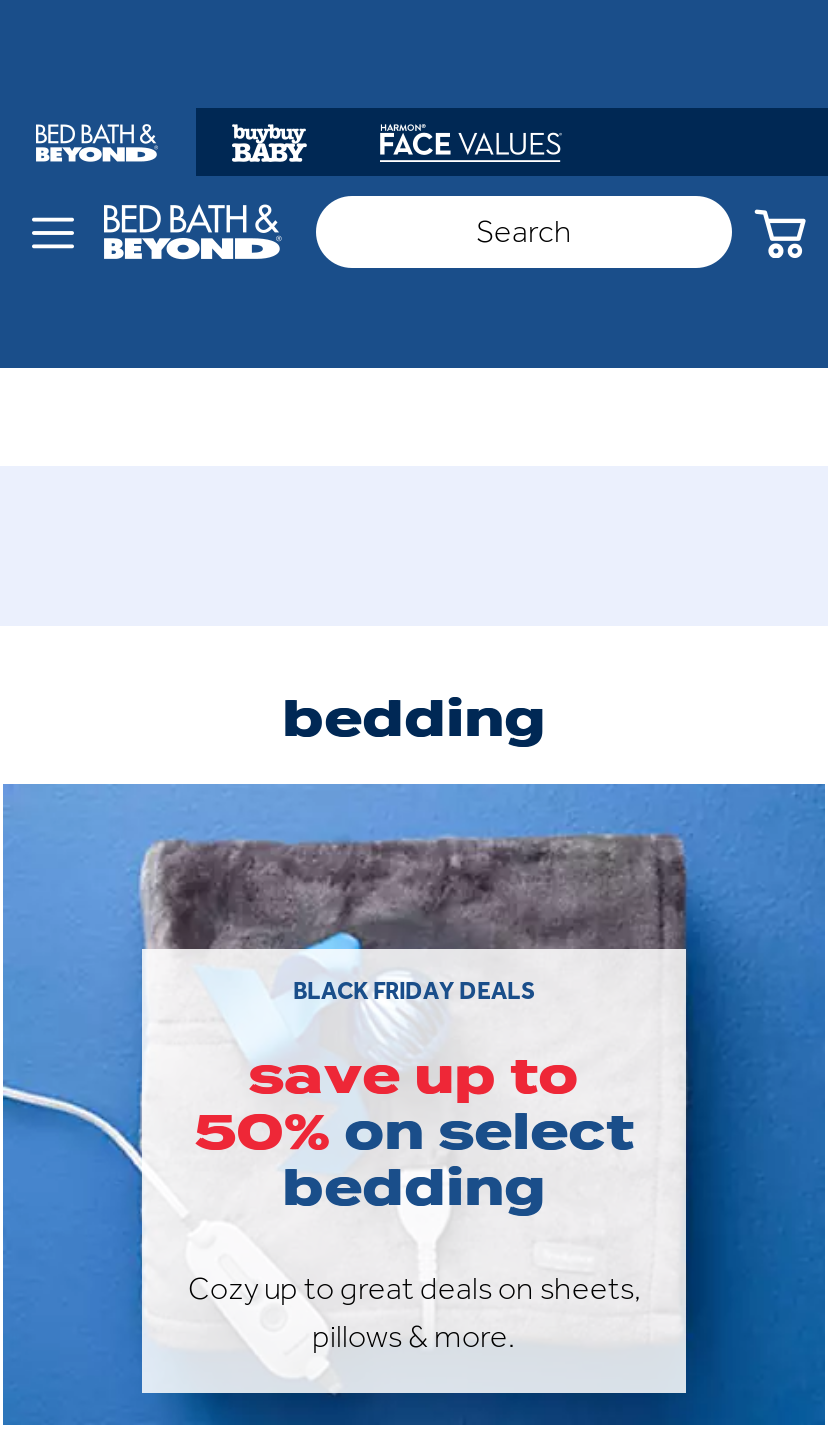 BED BATH &
BEYOND®
buybuy
BABY
HARMON®
FACE VALUES
BED BATH &
BEYOND®
Search
bedding
BLACK FRIDAY DEALS
save up to
50% on select
bedding
Cozy up to great deals on sheets,
pillows & more.